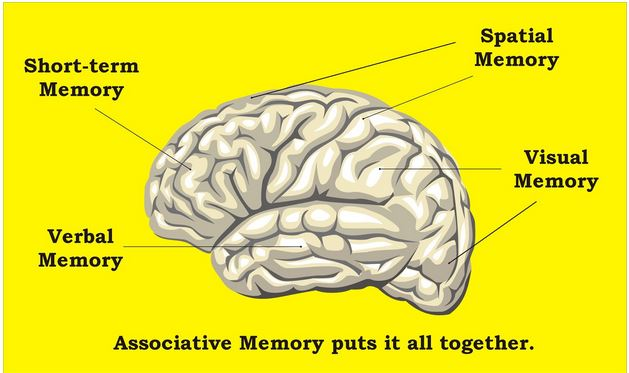 Spatial
Memory
Short-term
Memory
Visual
Memory
Verbal
Memory
Associative Memory puts it all together.